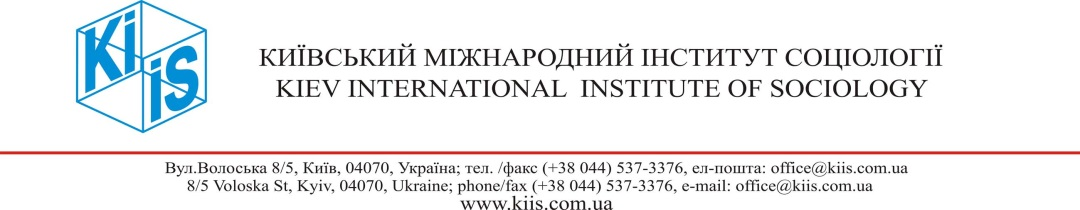 KIIS
КИЇВСЬКИЙ МІЖНАРОДНИЙ ІНСТИТУТ СОЦІОЛОГІЇ
KIEV INTERNATIONAL INSTITUTE OF SOCIOLOGY
Вул.Волоська 8/5, Київ, 04070, Україна; тел. /факс (+38 044) 537-3376, ел-пошта: office@kiis.com.ua
8/5 Voloska St, Kyiv, 04070, Ukraine; phone/fax (+38 044) 537-3376, e-mail: office@kiis.com.ua
www.kiis.com.ua